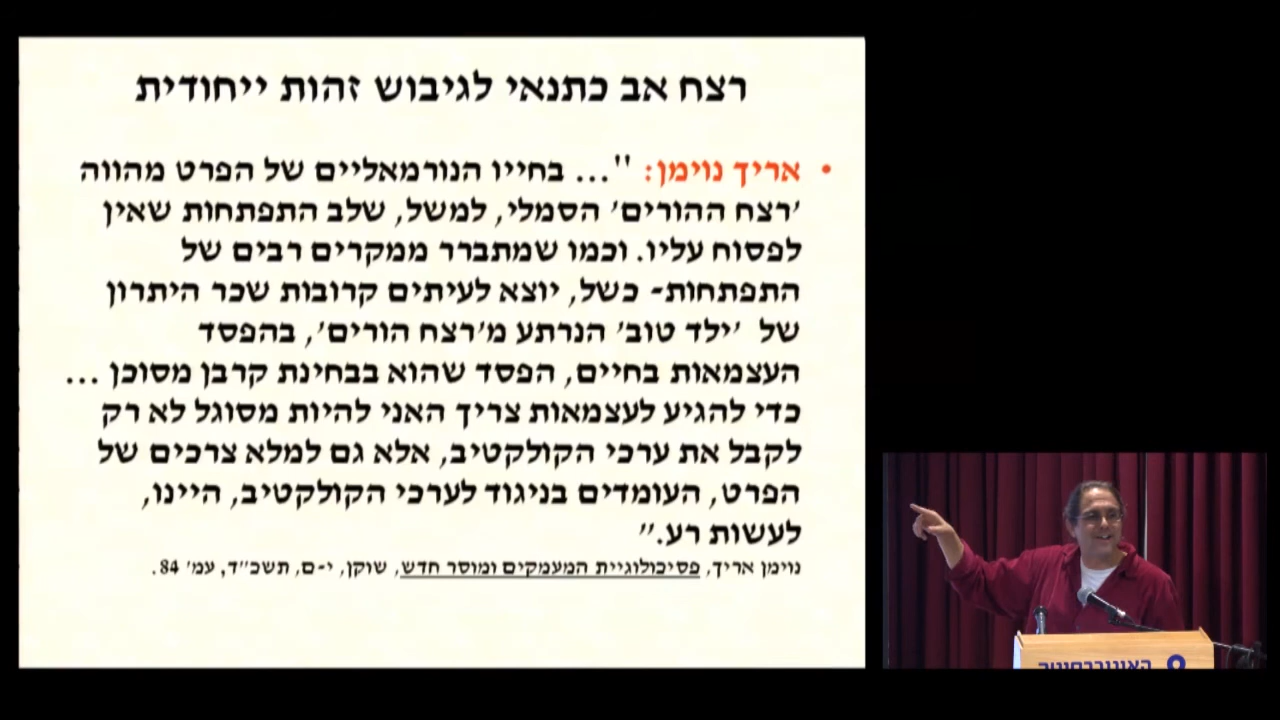 רצח אב כתנאי לגיבוש זהות ייחודית
• אריך נוימן: "... בחייו הנורמאליים של הפרט מהווה
'רצח ההורים' הסמלי, למשל, שלב התפתחות שאין
לפסוח עליו. וכמו שמתברר ממקרים רבים של
התפתחות- כשל, יוצא לעיתים קרובות שכר היתרון
של 'ילד טוב' הנרתע מ'רצח הורים', בהפסד
העצמאות בחיים, הפסד שהוא בבחינת קרבן מסוכן ...
כדי להגיע לעצמאות צריך האני להיות מסוגל לא רק
לקבל את ערכי הקולקטיב, אלא גם למלא צרכים של
הפרט, העומדים בניגוד לערכי הקולקטיב, היינו,
לעשות רע."
נוימן אריך, פסיכולוגיית המעמקים ומוסר חדש, שוקן, י-ם, תשכ"ד, עמ' 84.
האוניברסיטה